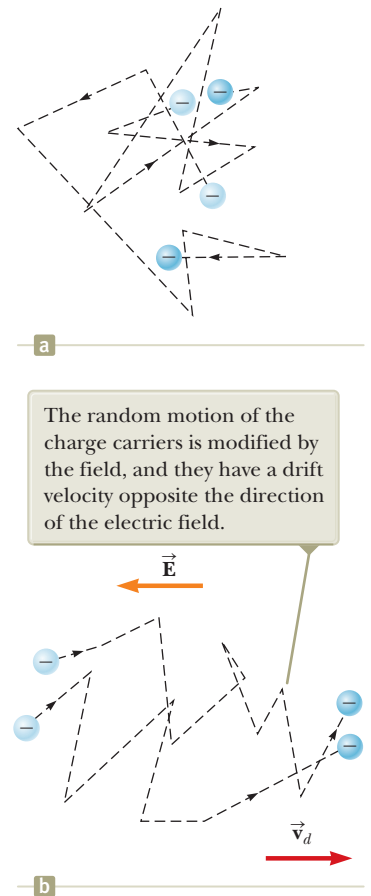 −
−
−
−
a
The random motion of the
charge carriers is modified by
the field, and they have a drift
velocity opposite the direction
of the electric field.
E⃗
−
−
−
−
v⃗d
b